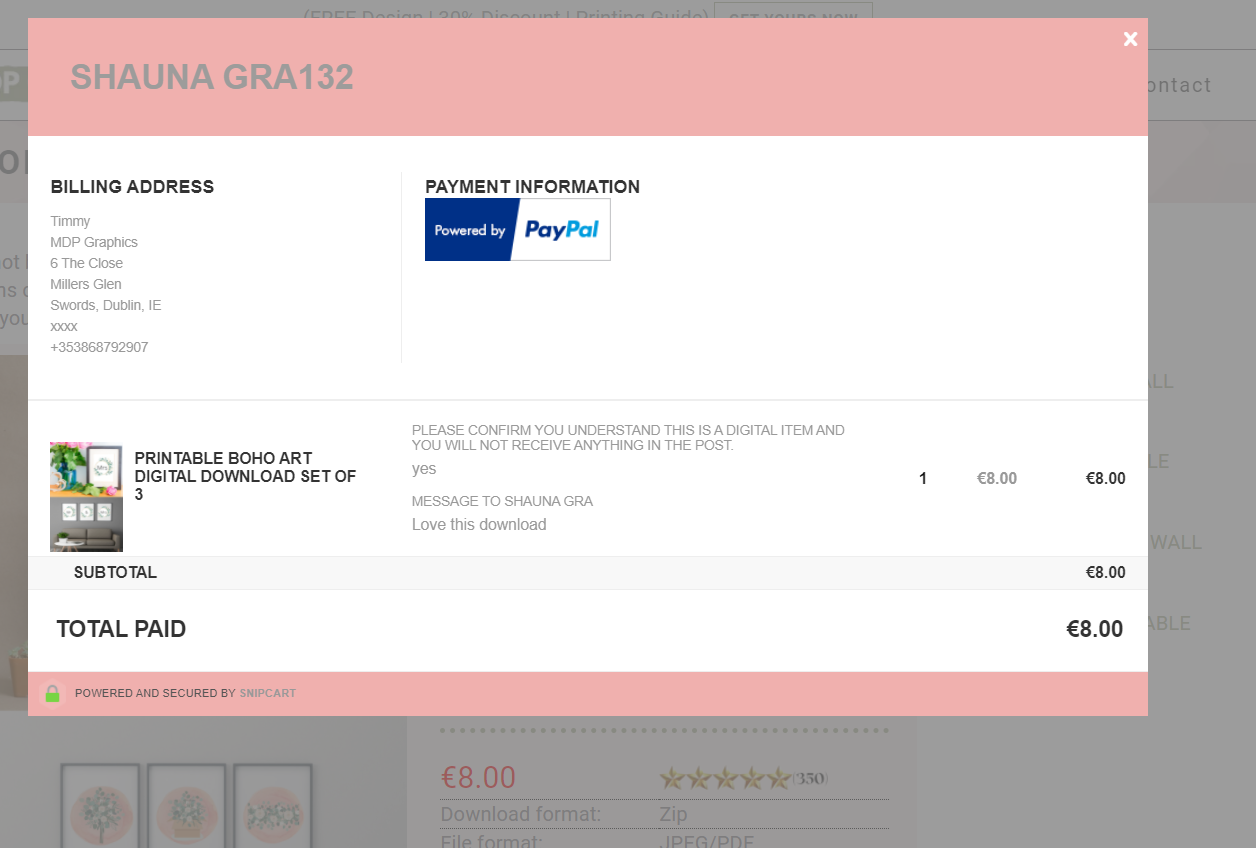 (FREE Design | 30% Discount | Printing Guide) GET YOURS NOW
SHAUNA GRA132
ontact
BILLING ADDRESS
Timmy
MDP Graphics
6 The Close
Millers Glen
Swords, Dublin, IE
xxxx
+353868792907
PAYMENT INFORMATION
Powered by PayPal
PRINTABLE BOHO ART
DIGITAL DOWNLOAD SET OF
3
PLEASE CONFIRM YOU UNDERSTAND THIS IS A DIGITAL ITEM AND
YOU WILL NOT RECEIVE ANYTHING IN THE POST.
yes
MESSAGE TO SHAUNA GRA
Love this download
1 €8.00 €8.00
WALL
ABLE
SUBTOTAL €8.00
TOTAL PAID €8.00
POWERED AND SECURED BY SNIPCART
€8.00 (350)
Download format: Zip
File format: JPEG/PDF